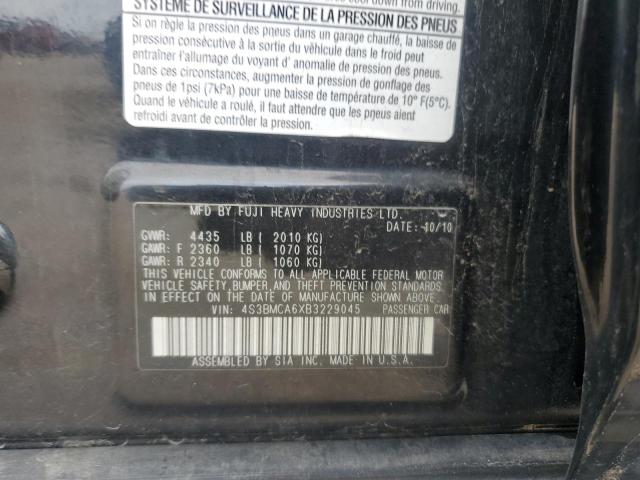 cool down from driving.
SYSTÈME DE SURVEILLANCE DE LA PRESSION DES PNEUS
Si on règle la pression des pneus dans un garage chauffé, la baisse de
pression consécutive à la sortie du véhicule dans le froid peut
entraîner l'allumage du voyant d' anomalie de pression des pneus.
Dans ces circonstances, augmenter la pression de gonflage des
pneus de 1psi (7kPa) pour une baisse de température de 10° F(5°C).
Quand le véhicule a roulé, il faut attendre que les pneus aient
refroidi avant de contrôler la pression.
MFD BY FUJI HEAVY INDUSTRIES LTD.
DATE: 10/10
GVWR: 4435 LB ( 2010 KG)
GAWR: F 2360 LB ( 1070 KG)
GAWR: R 2340 LB ( 1060 KG)
THIS VEHICLE CONFORMS TO ALL APPLICABLE FEDERAL MOTOR
VEHICLE SAFETY, BUMPER, AND THEFT PREVENTION STANDARDS
IN EFFECT ON THE DATE OF MANUFACTURE SHOWN ABOVE.
VIN: 4S3BMCA6XB3229045 PASSENGER CAR
ASSEMBLED BY SIA INC. MADE IN U.S.A.